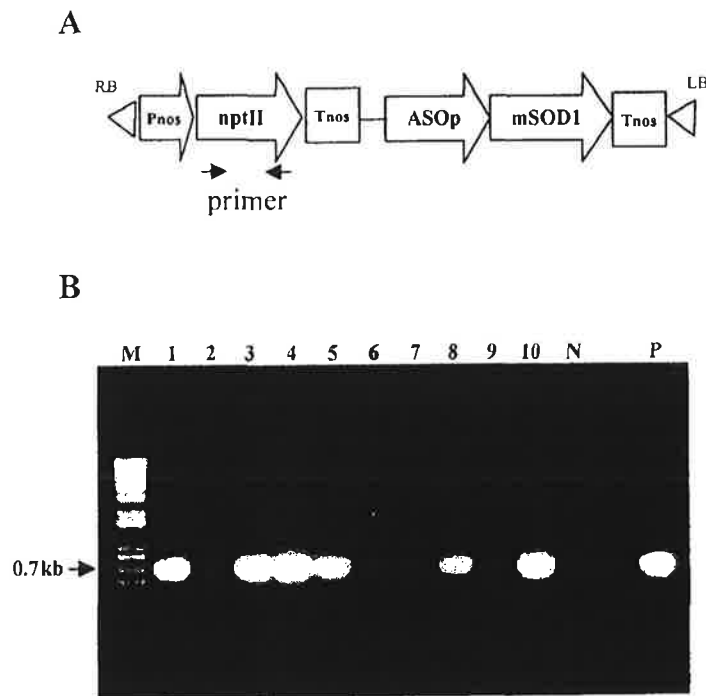 A
RB
LB
Pnos nptII Tnos ASOp mSOD1 Tnos
primer
B
M 1 2 3 4 5 6 7 8 9 10 N P
0.7kb